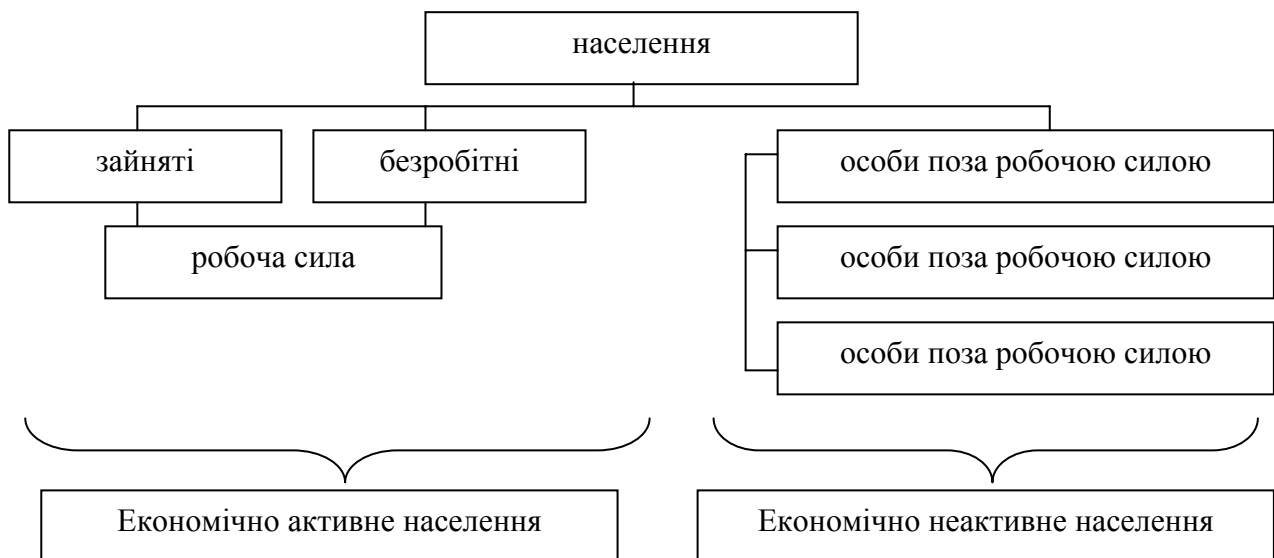 населення
зайняті
безробітні
особи поза робочою силою
робоча сила
особи поза робочою силою
особи поза робочою силою
Економічно активне населення
Економічно неактивне населення